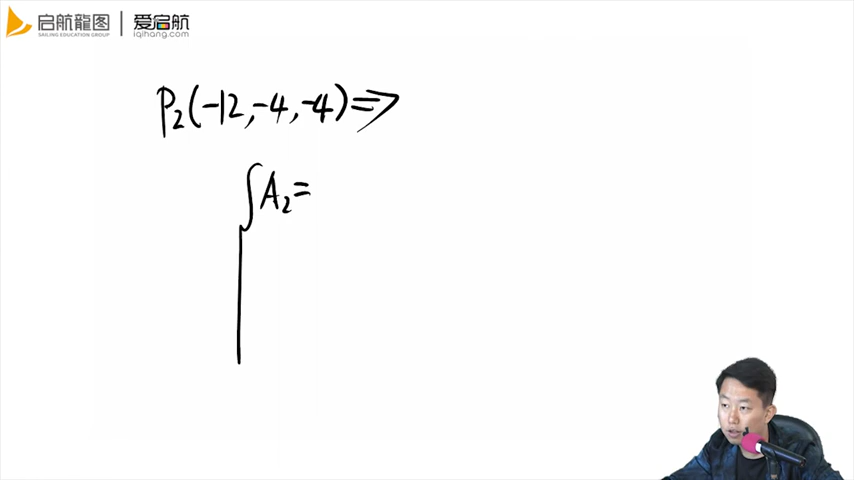 启航龍图 爱启航
SAILING EDUCATION GROUP iqihang.com
P₂(-12,-4,-4)⇒
A₂=